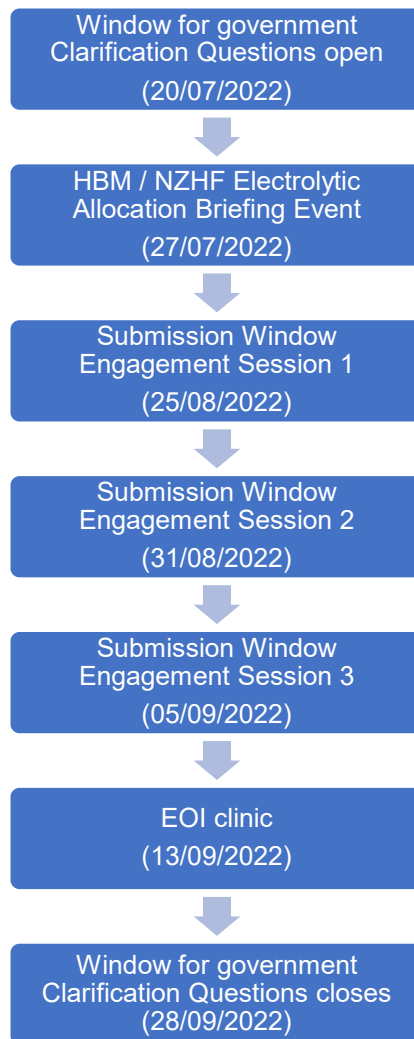 Window for government
Clarification Questions open
(20/07/2022)
HBM / NZHF Electrolytic
Allocation Briefing Event
(27/07/2022)
Submission Window
Engagement Session 1
(25/08/2022)
Submission Window
Engagement Session 2
(31/08/2022)
Submission Window
Engagement Session 3
(05/09/2022)
EOI clinic
(13/09/2022)
Window for government
Clarification Questions closes
(28/09/2022)